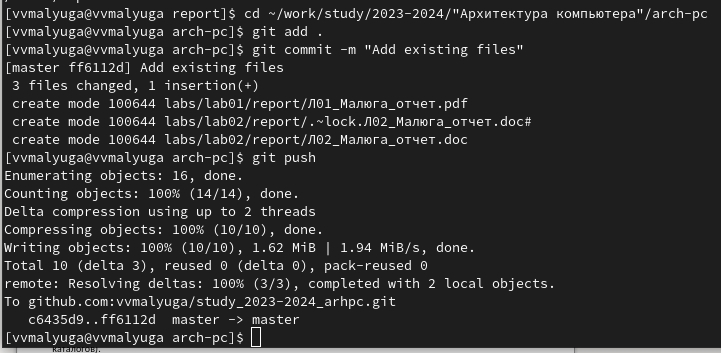 [vvmalyuga@vvmalyuga report]$ cd ~/work/study/2023-2024/"Архитектура компьютера"/arch-pc
[vvmalyuga@vvmalyuga arch-pc]$ git add .
[vvmalyuga@vvmalyuga arch-pc]$ git commit -m "Add existing files"
[master ff6112d] Add existing files
 3 files changed, 1 insertion(+)
 create mode 100644 labs/lab01/report/Л01_Малюга_отчет.pdf
 create mode 100644 labs/lab02/report/.~lock.Л02_Малюга_отчет.doc#
 create mode 100644 labs/lab02/report/Л02_Малюга_отчет.doc
[vvmalyuga@vvmalyuga arch-pc]$ git push
Enumerating objects: 16, done.
Counting objects: 100% (14/14), done.
Delta compression using up to 2 threads
Compressing objects: 100% (10/10), done.
Writing objects: 100% (10/10), 1.62 MiB | 1.94 MiB/s, done.
Total 10 (delta 3), reused 0 (delta 0), pack-reused 0
remote: Resolving deltas: 100% (3/3), completed with 2 local objects.
To github.com:vvmalyuga/study_2023-2024_arhpc.git
   c6435d9..ff6112d  master -> master
[vvmalyuga@vvmalyuga arch-pc]$
каталогов).